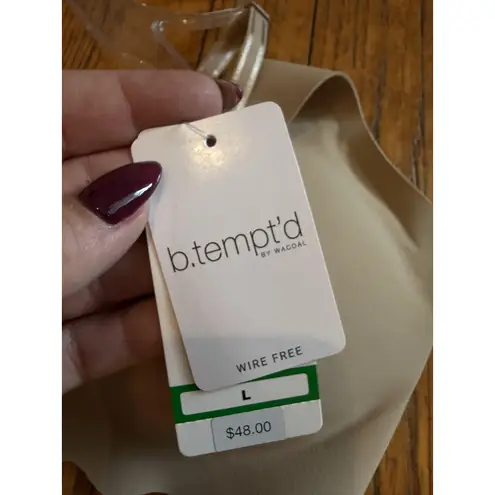 b.tempt'd
BY WACOAL
WIRE FREE
L
$48.00